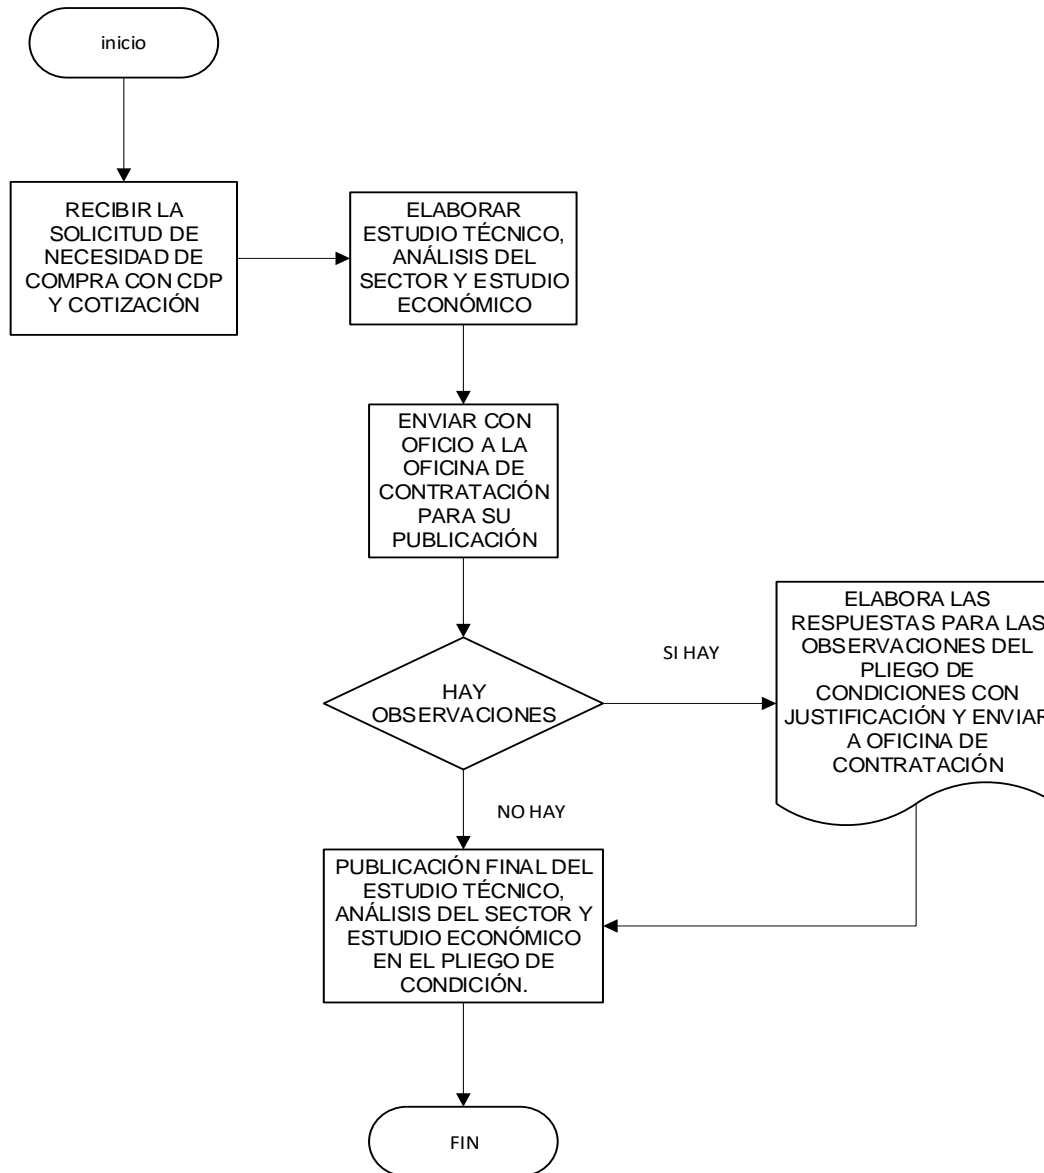 inicio
RECIBIR LA
SOLICITUD DE
NECESIDAD DE
COMPRA CON CDP
Y COTIZACIÓN
ELABORAR
ESTUDIO TÉCNICO,
ANÁLISIS DEL
SECTOR Y ESTUDIO
ECONÓMICO
ENVIAR CON
OFICIO A LA
OFICINA DE
CONTRATACIÓN
PARA SU
PUBLICACIÓN
HAY
OBSERVACIONES
SI HAY
ELABORA LAS
RESPUESTAS PARA LAS
OBSERVACIONES DEL
PLIEGO DE
CONDICIONES CON
JUSTIFICACIÓN Y ENVIAR
A OFICINA DE
CONTRATACIÓN
NO HAY
PUBLICACIÓN FINAL DEL
ESTUDIO TÉCNICO,
ANÁLISIS DEL SECTOR Y
ESTUDIO ECONÓMICO
EN EL PLIEGO DE
CONDICIÓN.
FIN